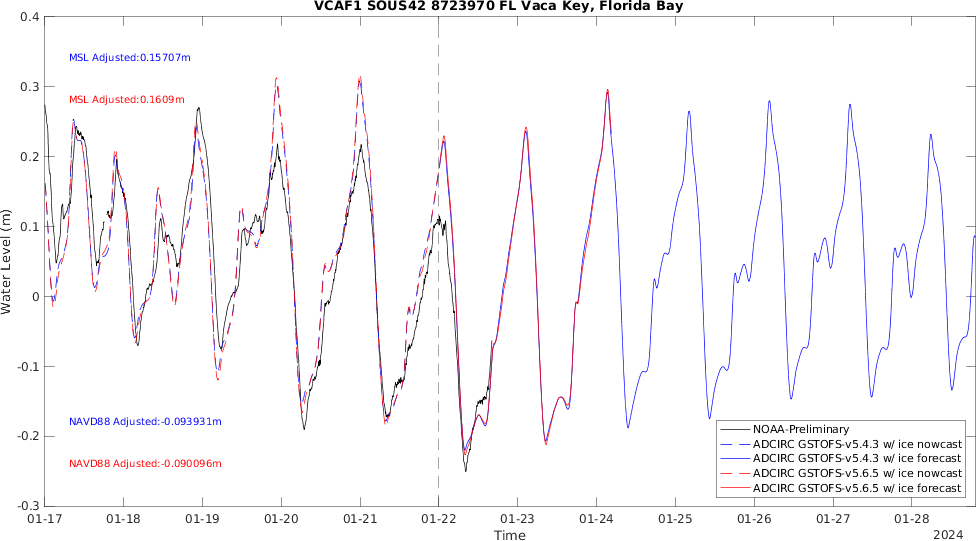 VCAF1 SOUS42 8723970 FL Vaca Key, Florida Bay
0.4
0.3
0.2
0.1
0
-0.1
-0.2
-0.3
Water Level (m)
MSL Adjusted:0.15707m
MSL Adjusted:0.1609m
NAVD88 Adjusted:-0.093931m
NAVD88 Adjusted:-0.090096m
NOAA-Preliminary
ADCIRC GSTOFS-v5.4.3 w/ ice nowcast
ADCIRC GSTOFS-v5.4.3 w/ ice forecast
ADCIRC GSTOFS-v5.6.5 w/ ice nowcast
ADCIRC GSTOFS-v5.6.5 w/ ice forecast
01-17 01-18 01-19 01-20 01-21 01-22 01-23 01-24 01-25 01-26 01-27 01-28
Time
2024